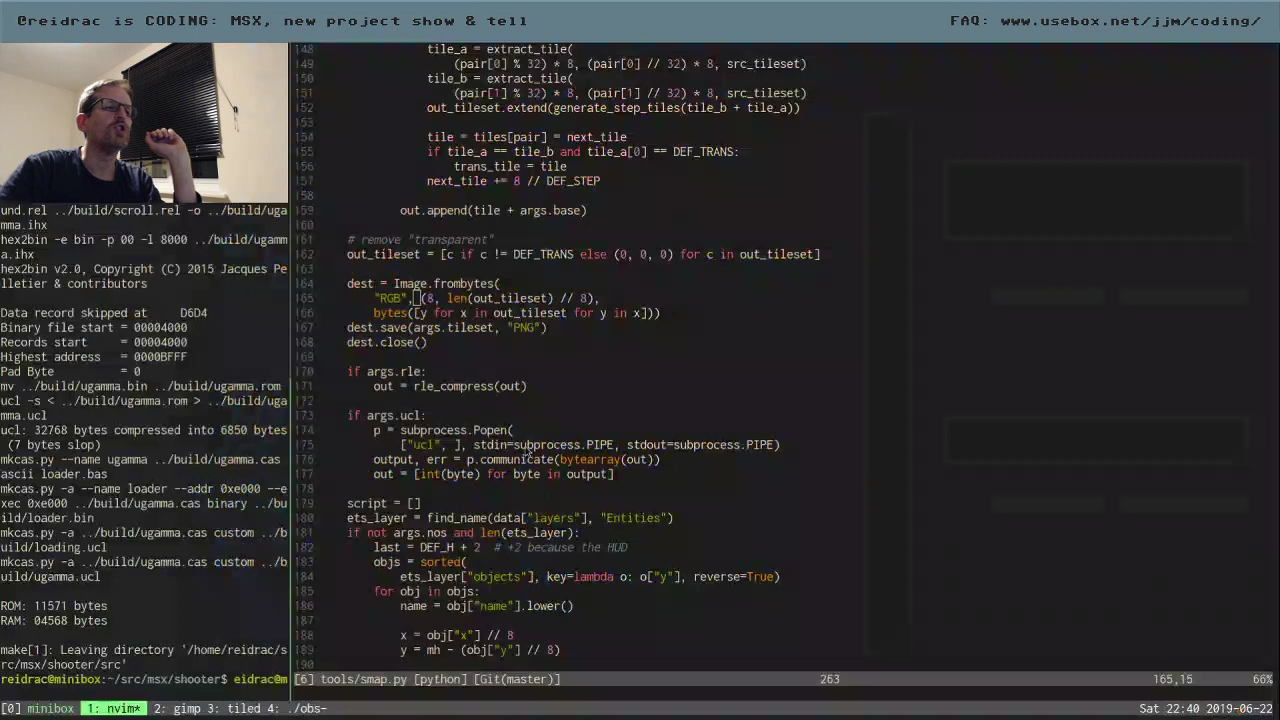 @reidrac is CODING: MSX, new project show & tell
FAQ: www.usebox.net/jjm/coding/
und.rel ../build/scroll.rel -o ../build/uga
mma.ihx
hex2bin -e bin -p 00 -l 8000 ../build/ugamm
a.ihx
hex2bin v2.0, Copyright (C) 2015 Jacques Pe
lletier & contributors
Data record skipped at     D6D4
Binary file start = 00004000
Records start     = 00004000
Highest address   = 0000BFFF
Pad Byte          = 0
mv ../build/ugamma.bin ../build/ugamma.rom
ucl -s < ../build/ugamma.rom > ../build/uga
mma.ucl
ucl: 32768 bytes compressed into 6850 bytes
 (7 bytes slop)
mkcas.py --name ugamma ../build/ugamma.cas
ascii loader.bas
mkcas.py -a --name loader --addr 0xe000 --e
xec 0xe000 ../build/ugamma.cas binary ../bu
ild/loader.bin
mkcas.py -a ../build/ugamma.cas custom ../b
uild/loading.ucl
mkcas.py -a ../build/ugamma.cas custom ../b
uild/ugamma.ucl
ROM: 11571 bytes
RAM: 04568 bytes
make[1]: Leaving directory '/home/reidrac/s
rc/msx/shooter/src'
reidrac@minibox:~/src/msx/shooter$ eidrac@m
148 tile_a = extract_tile(
149 (pair[0] % 32) * 8, (pair[0] // 32) * 8, src_tileset)
150 tile_b = extract_tile(
151 (pair[1] % 32) * 8, (pair[1] // 32) * 8, src_tileset)
152 out_tileset.extend(generate_step_tiles(tile_b + tile_a))
153
154 tile = tiles[pair] = next_tile
155 if tile_a == tile_b and tile_a[0] == DEF_TRANS:
156 trans_tile = tile
157 next_tile += 8 // DEF_STEP
158
159 out.append(tile + args.base)
160
161 # remove "transparent"
162 out_tileset = [c if c != DEF_TRANS else (0, 0, 0) for c in out_tileset]
163
164 dest = Image.frombytes(
165 "RGB", (8, len(out_tileset) // 8),
166 bytes([y for x in out_tileset for y in x]))
167 dest.save(args.tileset, "PNG")
168 dest.close()
169
170 if args.rle:
171 out = rle_compress(out)
172
173 if args.ucl:
174 p = subprocess.Popen(
175 ["ucl", ], stdin=subprocess.PIPE, stdout=subprocess.PIPE)
176 output, err = p.communicate(bytearray(out))
177 out = [int(byte) for byte in output]
178
179 script = []
180 ets_layer = find_name(data["layers"], "Entities")
181 if not args.nos and len(ets_layer):
182 last = DEF_H + 2  # +2 because the HUD
183 objs = sorted(
184 ets_layer["objects"], key=lambda o: o["y"], reverse=True)
185 for obj in objs:
186 name = obj["name"].lower()
187
188 x = obj["x"] // 8
189 y = mh - (obj["y"] // 8)
190
[6] tools/smap.py [python] [Git(master)] 263 165,15 66%
[0] minibox 1: nvim* 2: gimp 3: tiled 4: ./obs- Sat 22:40 2019-06-22